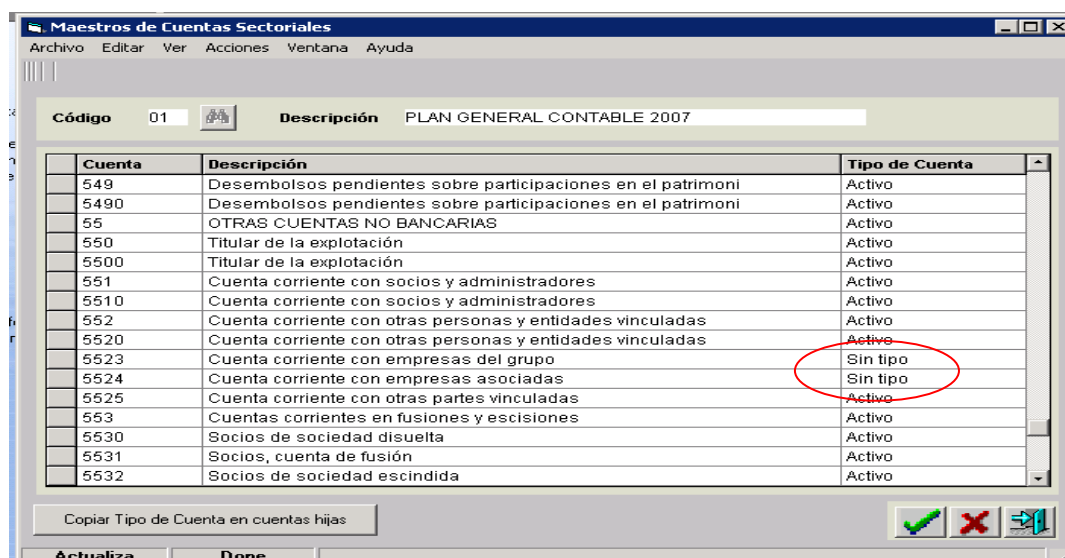 Maestros de Cuentas Sectoriales
Archivo Editar Ver Acciones Ventana Ayuda
Código 01 Descripción PLAN GENERAL CONTABLE 2007
Cuenta Descripción Tipo de Cuenta
549 Desembolsos pendientes sobre participaciones en el patrimoni Activo
5490 Desembolsos pendientes sobre participaciones en el patrimoni Activo
55 OTRAS CUENTAS NO BANCARIAS Activo
550 Titular de la explotación Activo
5500 Titular de la explotación Activo
551 Cuenta corriente con socios y administradores Activo
5510 Cuenta corriente con socios y administradores Activo
552 Cuenta corriente con otras personas y entidades vinculadas Activo
5520 Cuenta corriente con otras personas y entidades vinculadas Activo
5523 Cuenta corriente con empresas del grupo Sin tipo
5524 Cuenta corriente con empresas asociadas Sin tipo
5525 Cuenta corriente con otras partes vinculadas Activo
553 Cuentas corrientes en fusiones y escisiones Activo
5530 Socios de sociedad disuelta Activo
5531 Socios, cuenta de fusión Activo
5532 Socios de sociedad escindida Activo
Copiar Tipo de Cuenta en cuentas hijas
Actualiza Done